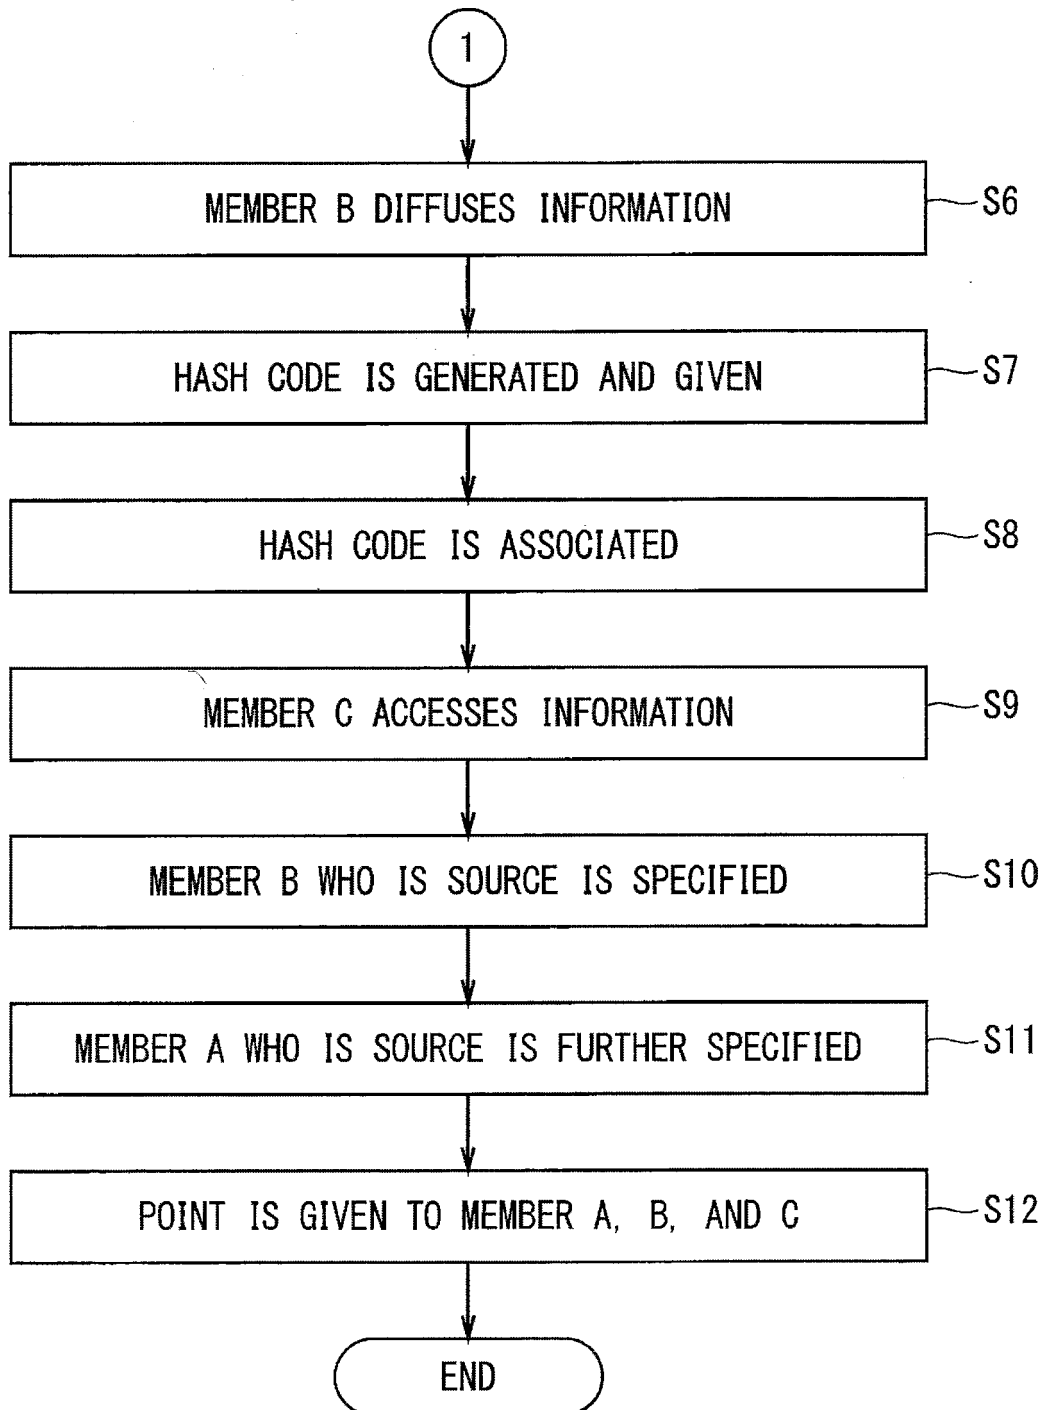 1
MEMBER B DIFFUSES INFORMATION
S6
HASH CODE IS GENERATED AND GIVEN
S7
HASH CODE IS ASSOCIATED
S8
MEMBER C ACCESSES INFORMATION
S9
MEMBER B WHO IS SOURCE IS SPECIFIED
S10
MEMBER A WHO IS SOURCE IS FURTHER SPECIFIED
S11
POINT IS GIVEN TO MEMBER A, B, AND C
S12
END